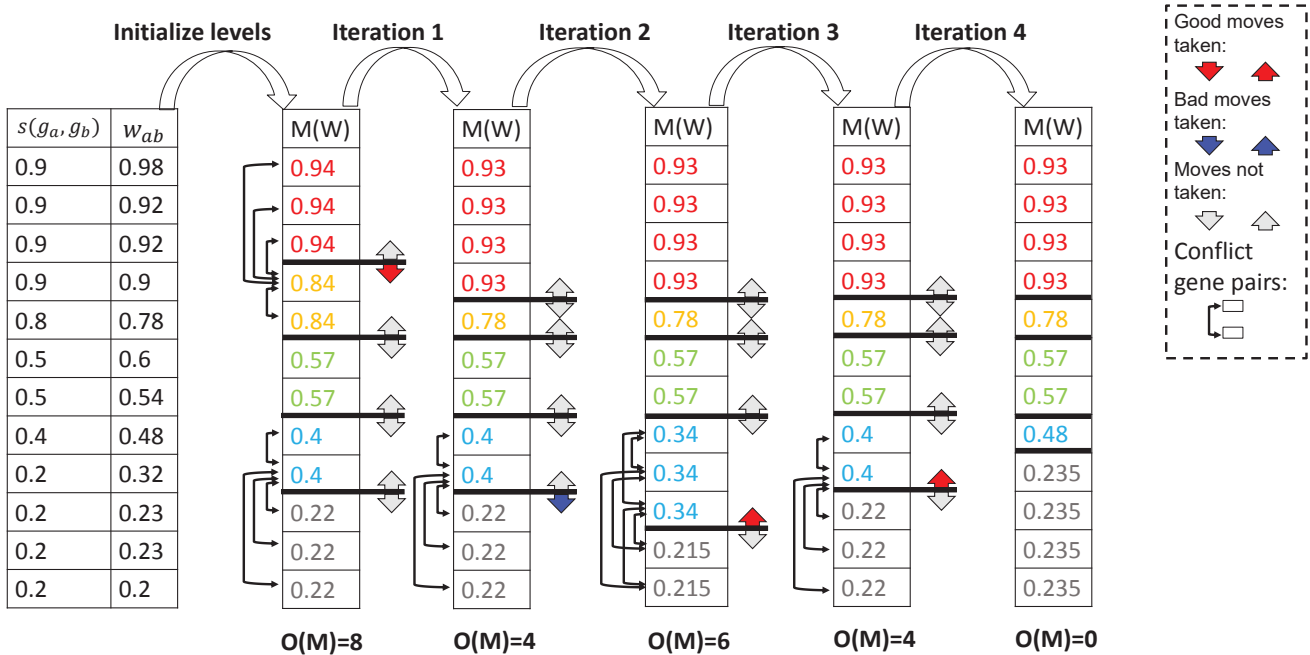 Initialize levels Iteration 1 Iteration 2 Iteration 3 Iteration 4
s(g_a, g_b) w_ab M(W) M(W) M(W) M(W) M(W)
0.9 0.98 0.94 0.93 0.93 0.93 0.93
0.9 0.92 0.94 0.93 0.93 0.93 0.93
0.9 0.92 0.94 0.93 0.93 0.93 0.93
0.9 0.9 0.84 0.93 0.93 0.93 0.93
0.8 0.78 0.84 0.78 0.78 0.78 0.78
0.5 0.6 0.57 0.57 0.57 0.57 0.57
0.5 0.54 0.57 0.57 0.57 0.57 0.57
0.4 0.48 0.4 0.4 0.34 0.4 0.48
0.2 0.32 0.4 0.4 0.34 0.4 0.235
0.2 0.23 0.22 0.22 0.34 0.22 0.235
0.2 0.23 0.22 0.22 0.215 0.22 0.235
0.2 0.2 0.22 0.22 0.215 0.22 0.235
O(M)=8 O(M)=4 O(M)=6 O(M)=4 O(M)=0
Good moves
taken:
Bad moves
taken:
Moves not
taken:
Conflict
gene pairs: